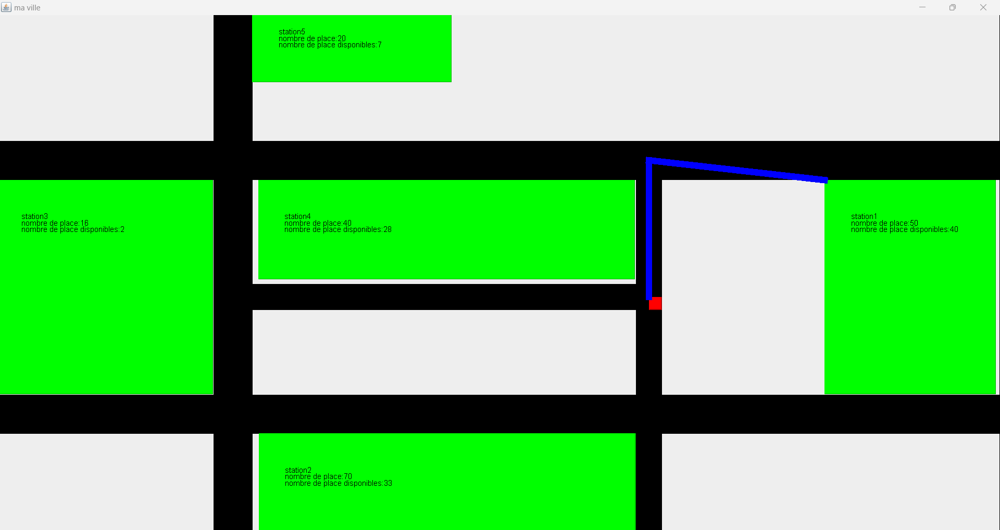 ma ville
station5
nombre de place:20
nombre de place disponibles:7
station3
nombre de place:16
nombre de place disponibles:2
station4
nombre de place:40
nombre de place disponibles:28
station1
nombre de place:50
nombre de place disponibles:40
station2
nombre de place:70
nombre de place disponibles:33